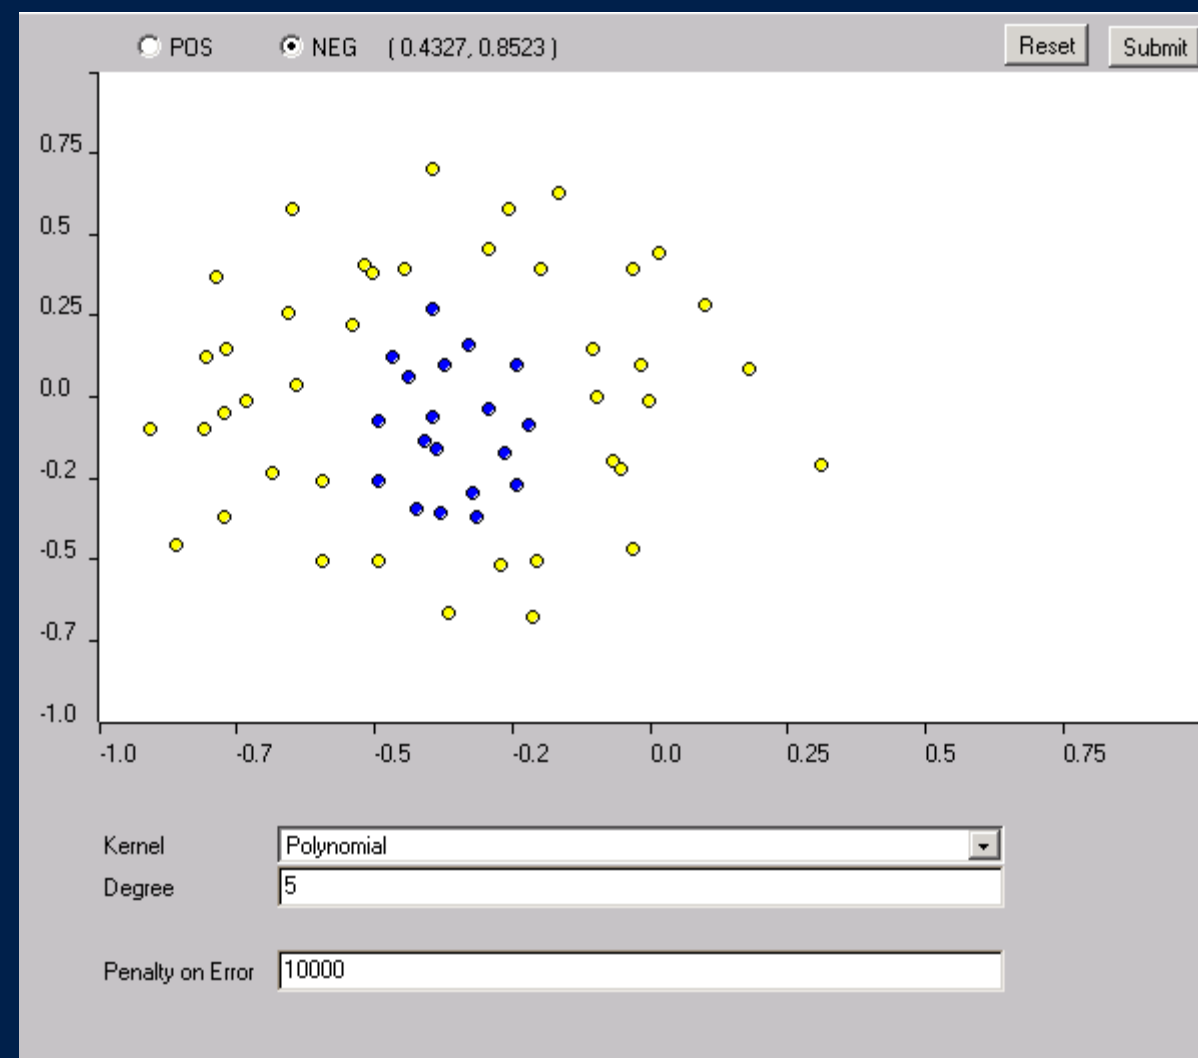 POS NEG ( 0.4327, 0.8523 ) Reset Submit
0.75
0.5
0.25
0.0
-0.2
-0.5
-0.7
-1.0
-1.0 -0.7 -0.5 -0.2 0.0 0.25 0.5 0.75
Kernel Polynomial
Degree 5
Penalty on Error 10000